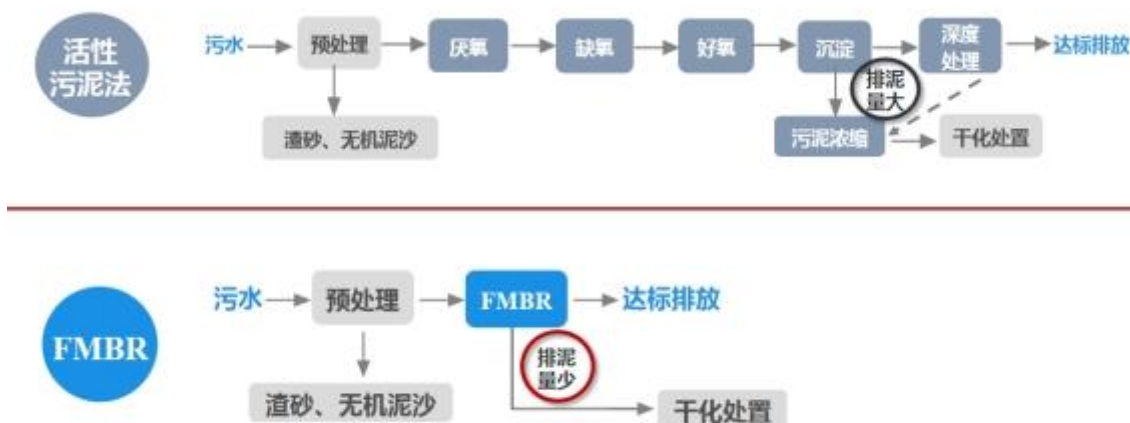 活性
污泥法
污水
预处理
厌氧
缺氧
好氧
沉淀
深度
处理
达标排放
排泥
量大
渣砂、无机泥沙
污泥浓缩
干化处置
FMBR
污水
预处理
FMBR
达标排放
排泥
量少
渣砂、无机泥沙
干化处置